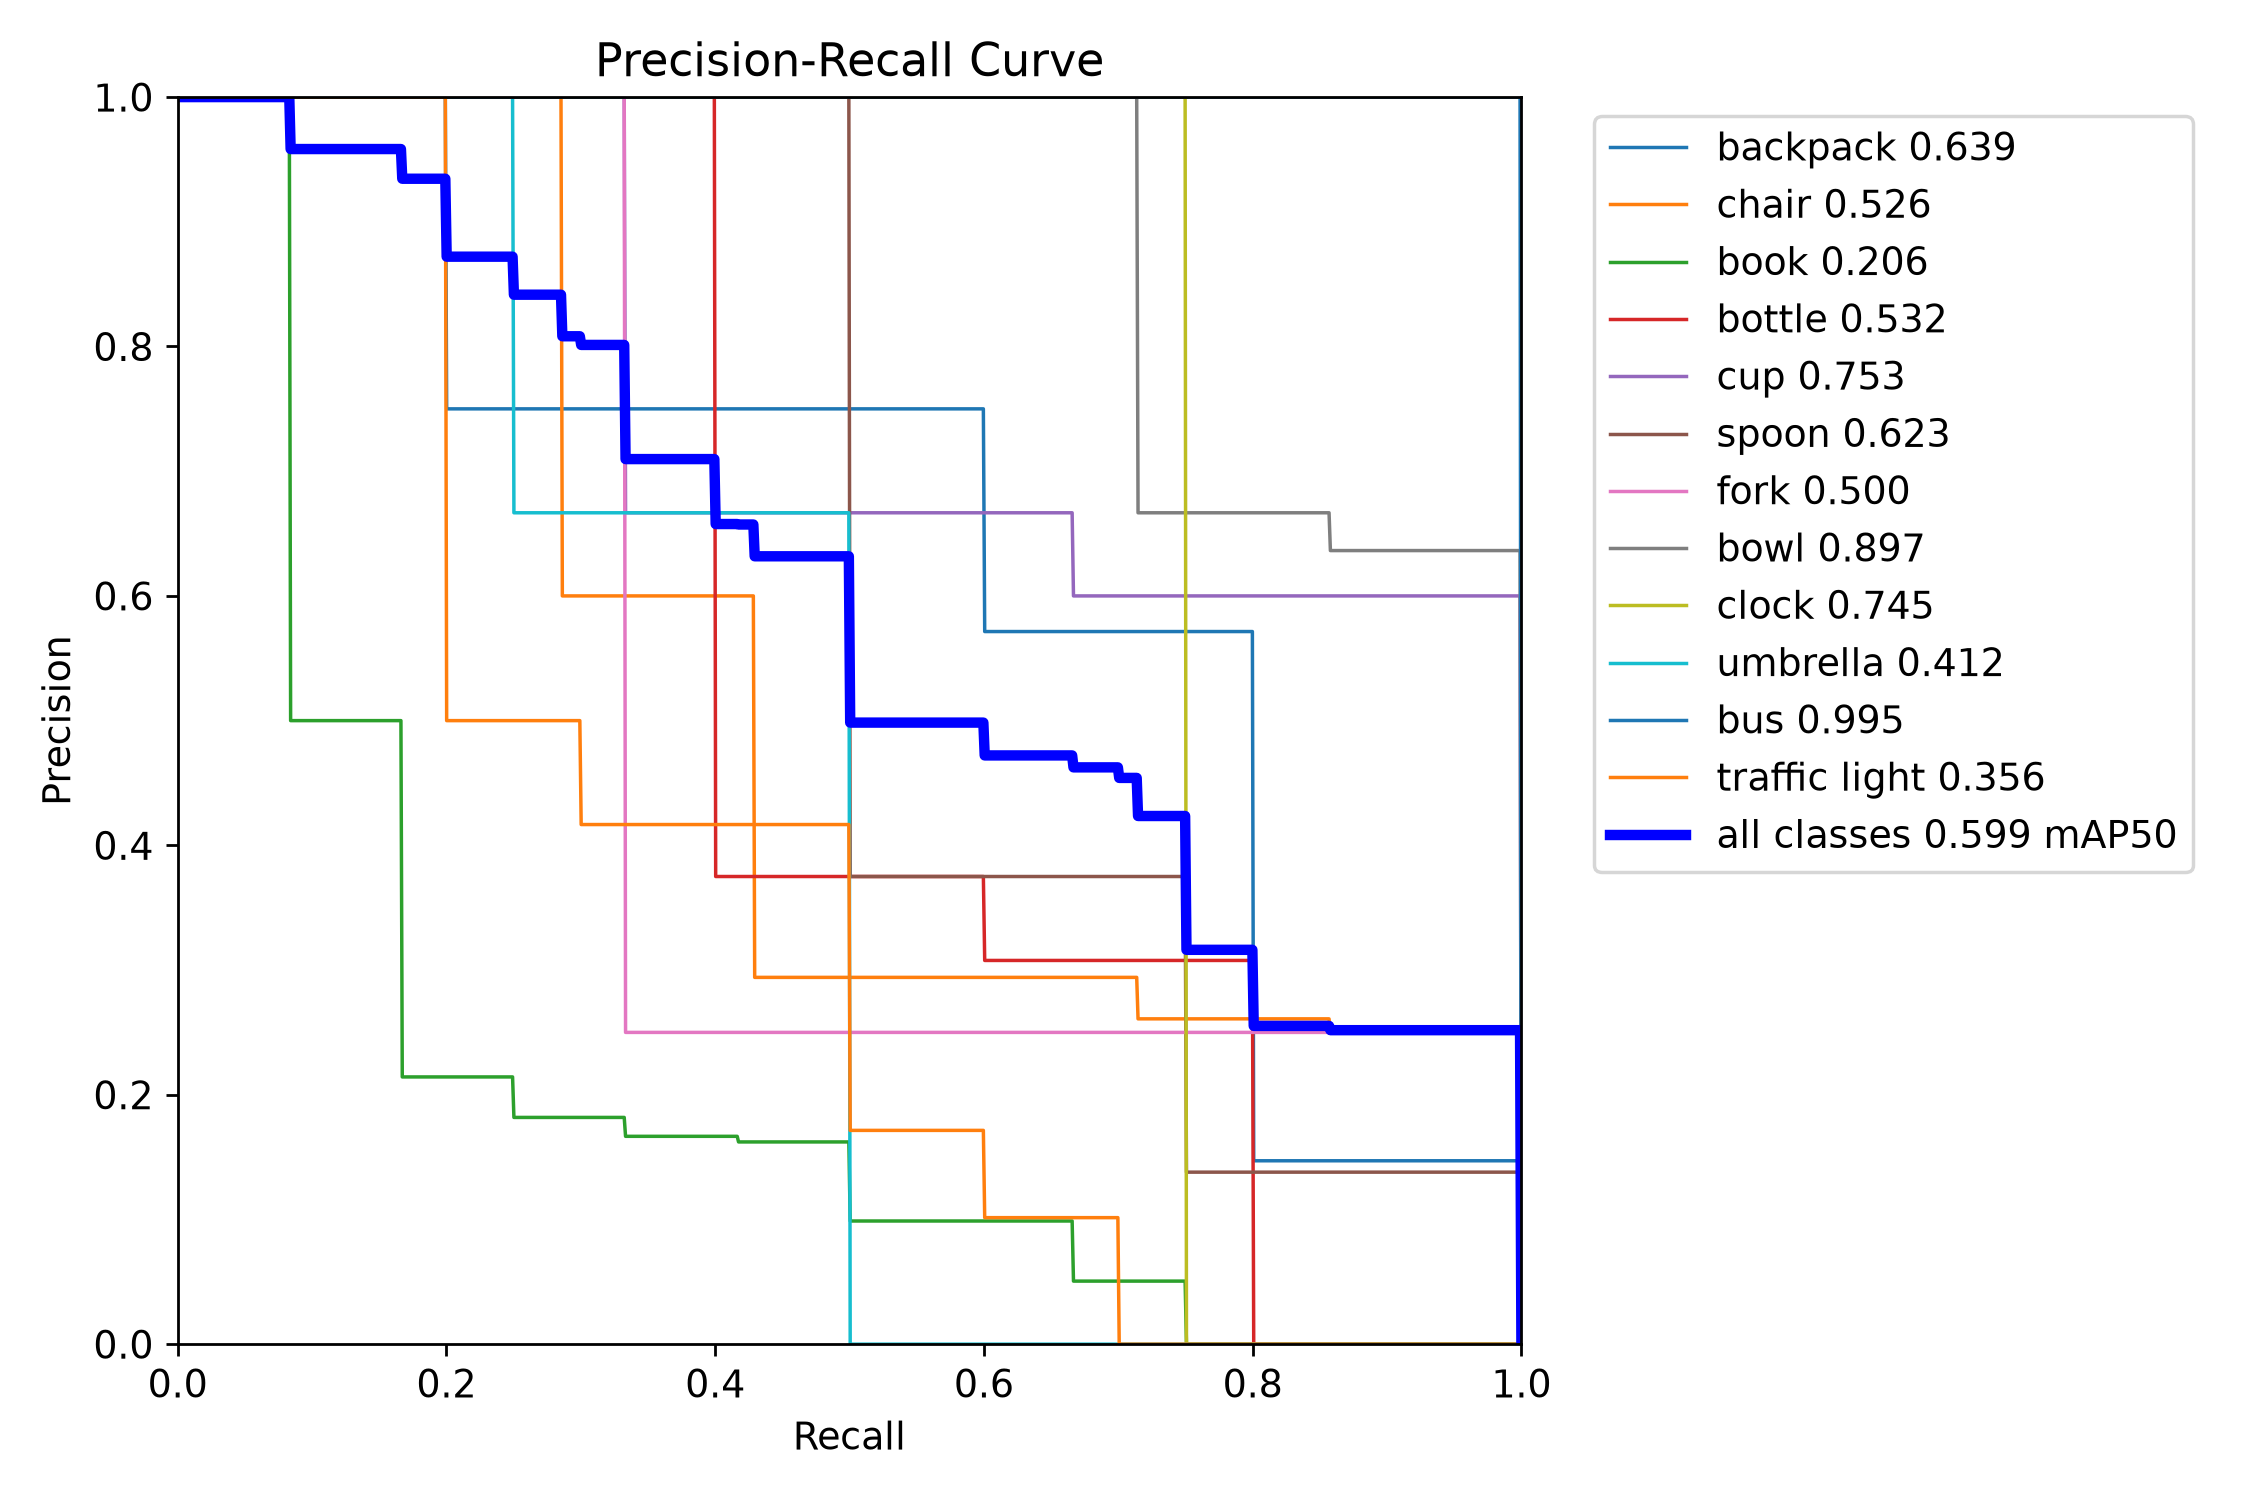 Precision-Recall Curve
1.0
0.8
0.6
0.4
0.2
0.0
Precision
0.0 0.2 0.4 0.6 0.8 1.0
Recall
backpack 0.639
chair 0.526
book 0.206
bottle 0.532
cup 0.753
spoon 0.623
fork 0.500
bowl 0.897
clock 0.745
umbrella 0.412
bus 0.995
traffic light 0.356
all classes 0.599 mAP50